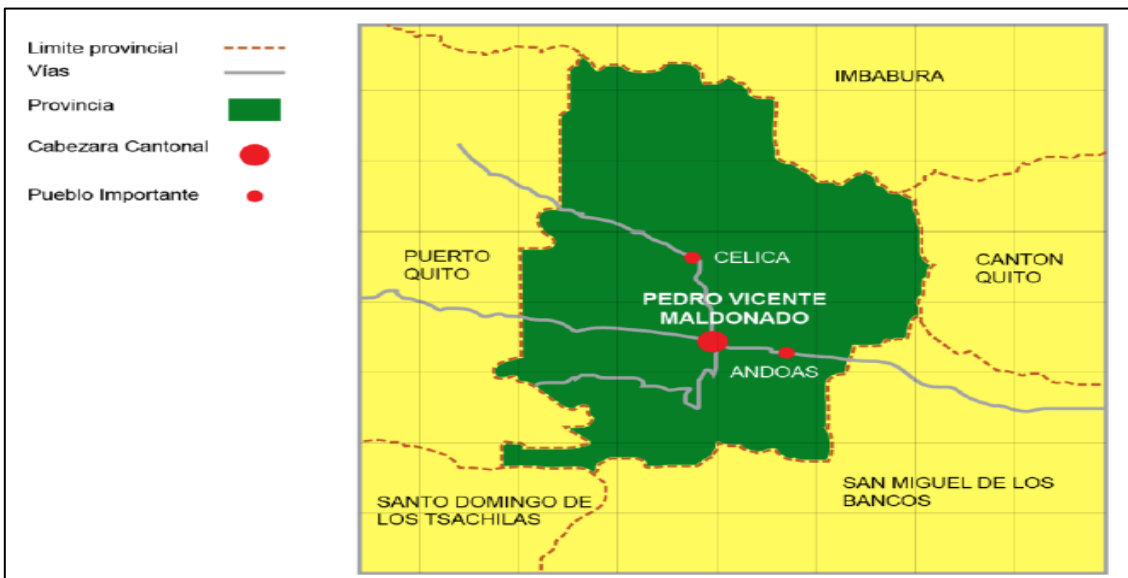 Limite provincial
Vías
Provincia
Cabezara Cantonal
Pueblo Importante
IMBABURA
PUERTO
QUITO
CELICA
CANTON
QUITO
PEDRO VICENTE
MALDONADO
ANDOAS
SAN MIGUEL DE LOS
BANCOS
SANTO DOMINGO DE
LOS TSACHILAS